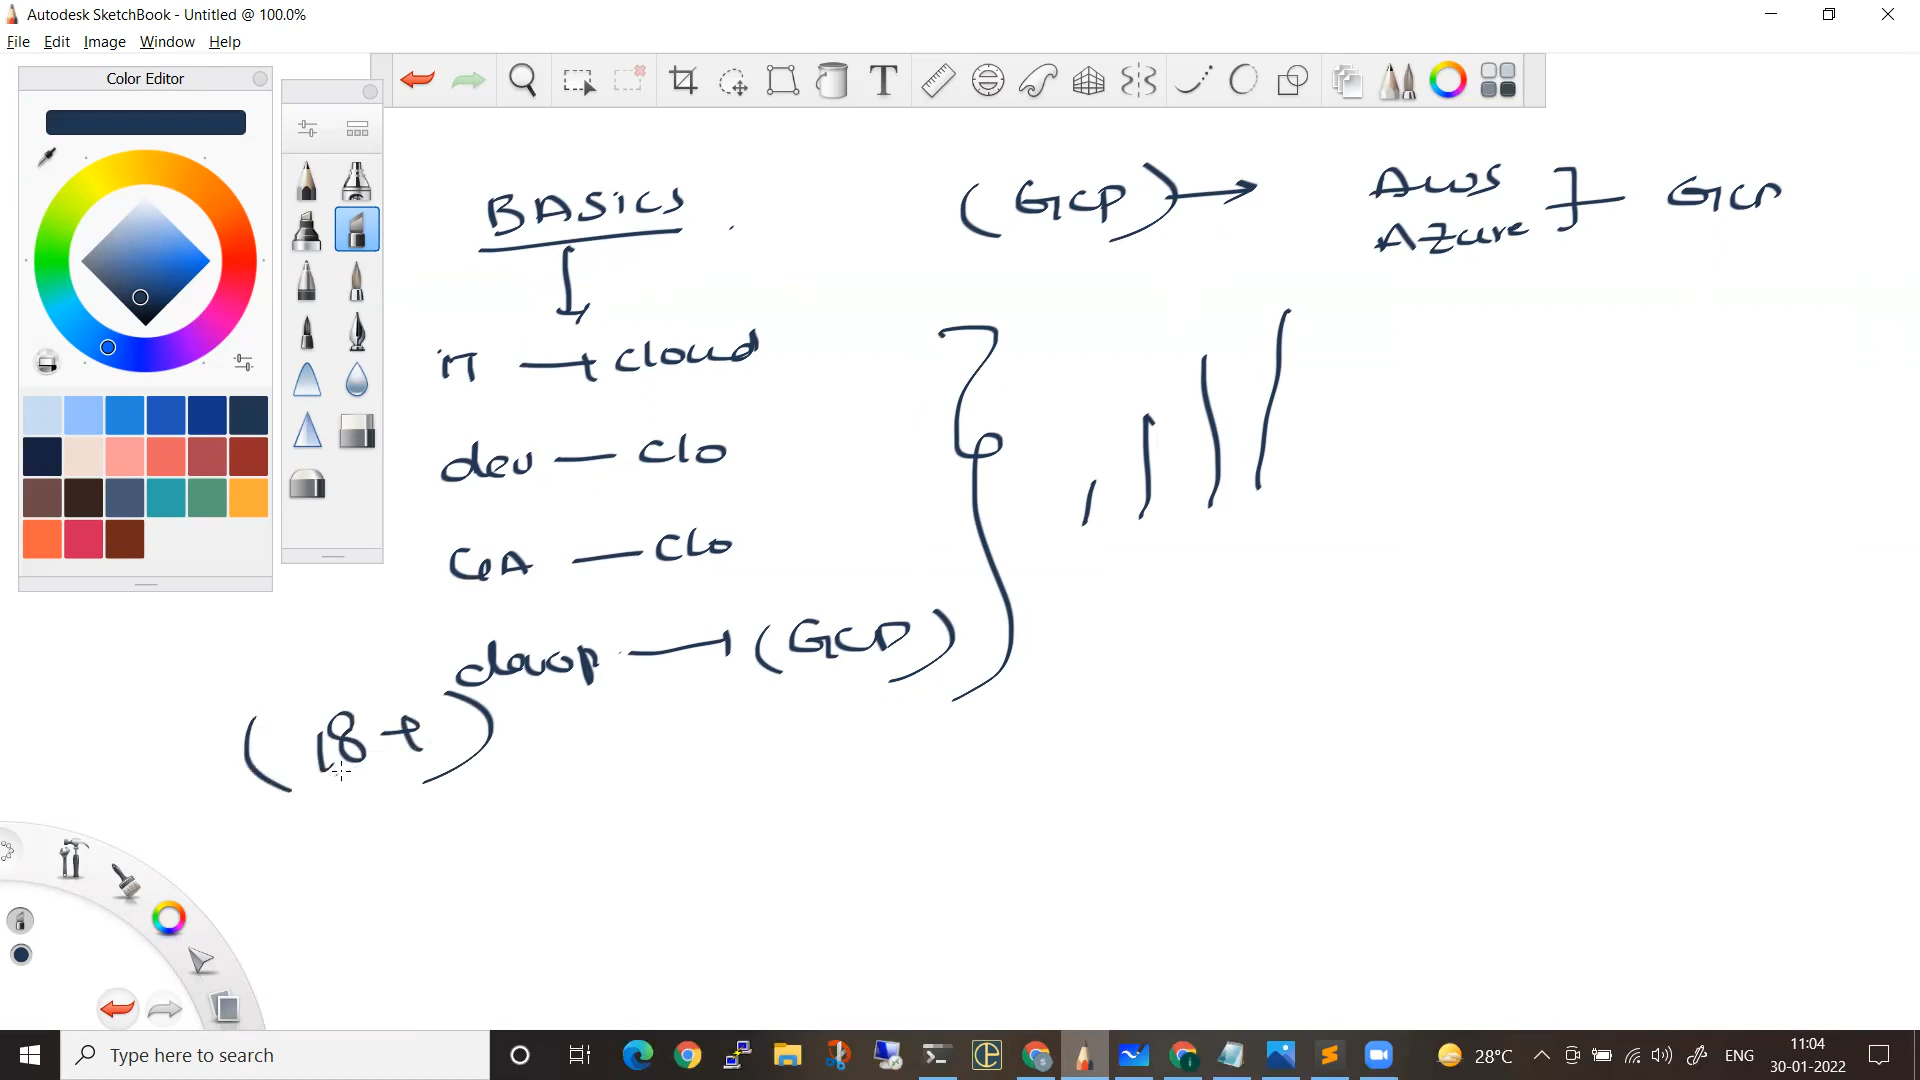 Autodesk SketchBook - Untitled @ 100.0%
File Edit Image Window Help
Color Editor
T
BASICS
(GCP)
AWS
Azure
GCP
IT → cloud
dev — Clo
QA — Clo
devop → (GCP)
(18+)
Type here to search
28°C
ENG
11:04
30-01-2022